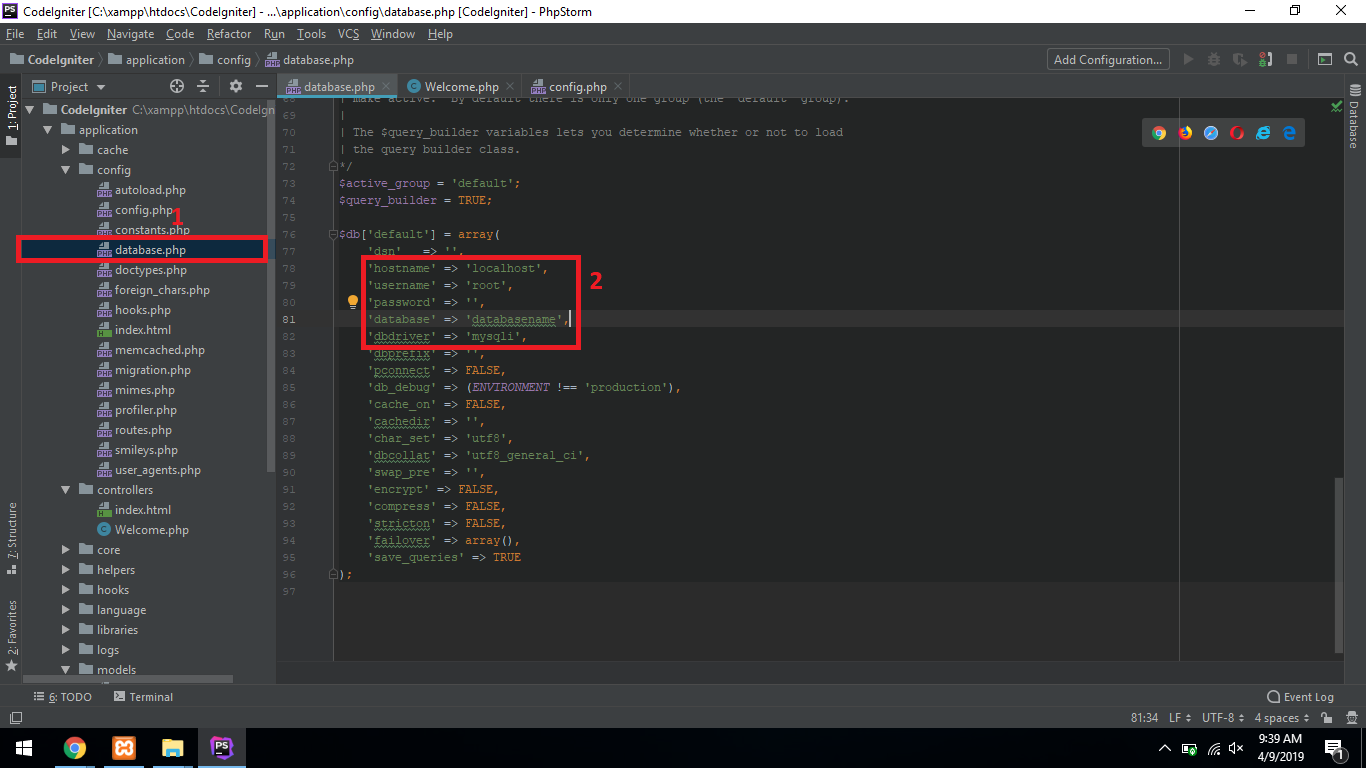 CodeIgniter [C:\xampp\htdocs\CodeIgniter] - ...\application\config\database.php [CodeIgniter] - PhpStorm
File Edit View Navigate Code Refactor Run Tools VCS Window Help
CodeIgniter application config database.php Add Configuration...
Project
database.php Welcome.php config.php
1: Project
7: Structure
2: Favorites
CodeIgniter C:\xampp\htdocs\CodeIgn
application
cache
config
autoload.php
config.php
1
constants.php
database.php
doctypes.php
foreign_chars.php
hooks.php
index.html
memcached.php
migration.php
mimes.php
profiler.php
routes.php
smileys.php
user_agents.php
controllers
index.html
Welcome.php
core
helpers
hooks
language
libraries
logs
models
68 | make active. By default there is only one group (the 'default' group).
69 |
70 | The $query_builder variables lets you determine whether or not to load
71 | the query builder class.
72 */
73 $active_group = 'default';
74 $query_builder = TRUE;
75
76 $db['default'] = array(
77 'dsn' => '',
78 'hostname' => 'localhost',
79 'username' => 'root',
2
80 'password' => '',
81 'database' => 'databasename',
82 'dbdriver' => 'mysqli',
83 'dbprefix' => '',
84 'pconnect' => FALSE,
85 'db_debug' => (ENVIRONMENT !== 'production'),
86 'cache_on' => FALSE,
87 'cachedir' => '',
88 'char_set' => 'utf8',
89 'dbcollat' => 'utf8_general_ci',
90 'swap_pre' => '',
91 'encrypt' => FALSE,
92 'compress' => FALSE,
93 'stricton' => FALSE,
94 'failover' => array(),
95 'save_queries' => TRUE
96 );
97
Database
6: TODO Terminal Event Log
81:34 LF UTF-8 4 spaces
PS
9:39 AM
4/9/2019
1